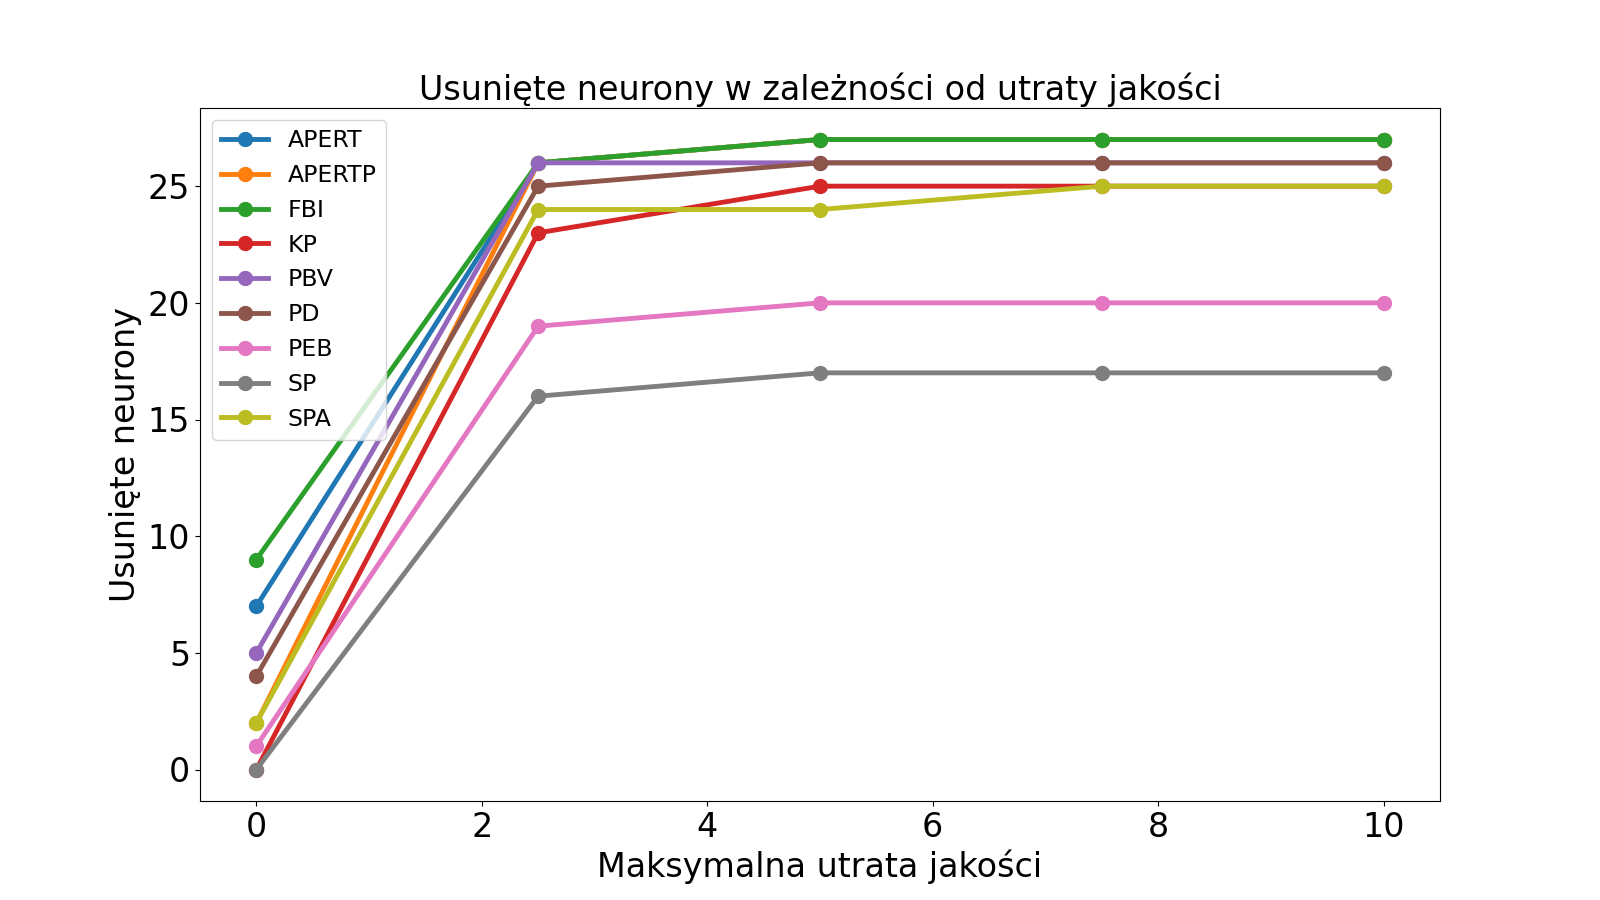 Usunięte neurony w zależności od utraty jakości
APERT
APERTP
FBI
KP
PBV
PD
PEB
SP
SPA
Usunięte neurony
25
20
15
10
5
0
0 2 4 6 8 10
Maksymalna utrata jakości